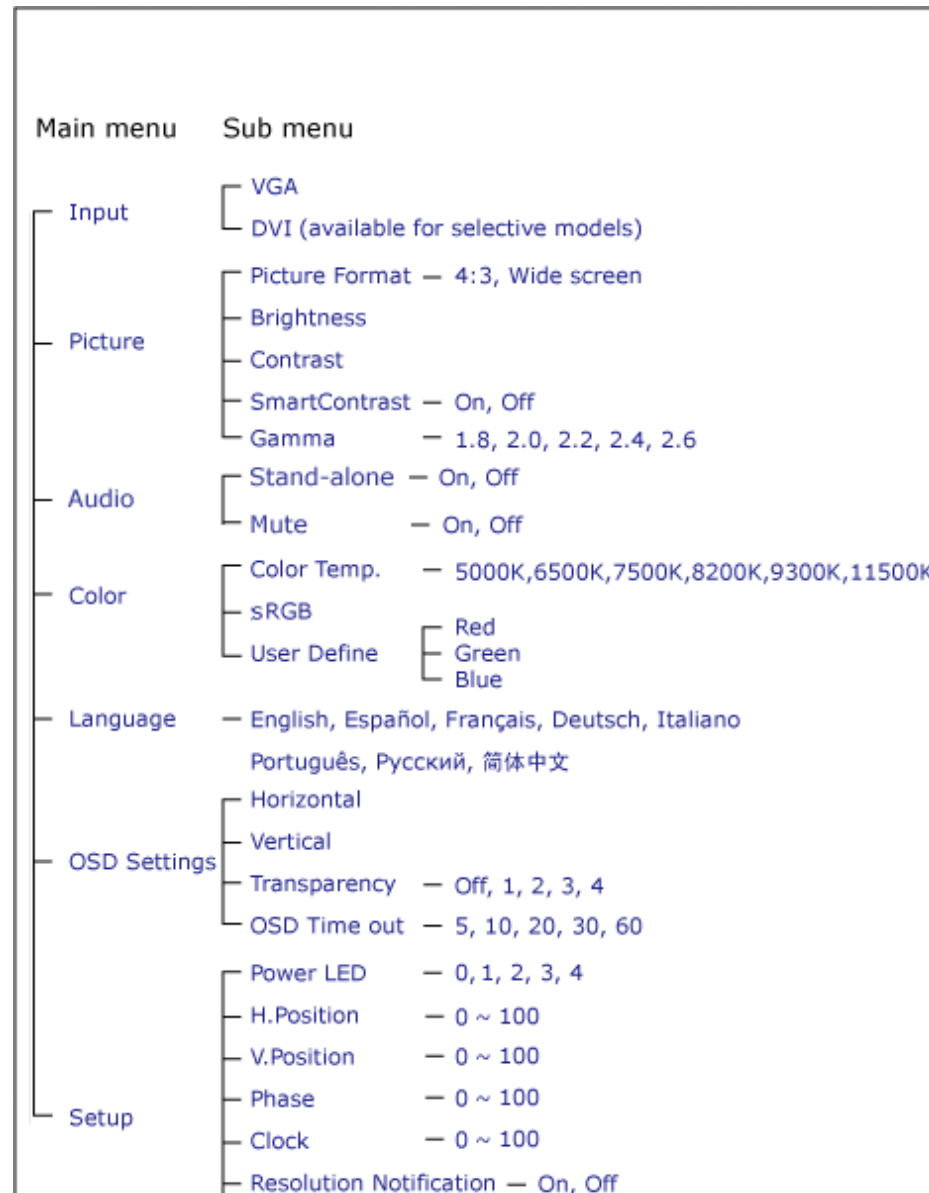 Main menu Sub menu
VGA
Input
DVI (available for selective models)
Picture Format — 4:3, Wide screen
Brightness
Picture
Contrast
SmartContrast — On, Off
Gamma — 1.8, 2.0, 2.2, 2.4, 2.6
Stand-alone — On, Off
Audio
Mute — On, Off
Color Temp. — 5000K,6500K,7500K,8200K,9300K,11500K
Color
sRGB
Red
User Define Green
Blue
Language — English, Español, Français, Deutsch, Italiano
Português, Русский, 简体中文
Horizontal
Vertical
OSD Settings
Transparency — Off, 1, 2, 3, 4
OSD Time out — 5, 10, 20, 30, 60
Power LED — 0, 1, 2, 3, 4
H.Position — 0 ~ 100
V.Position — 0 ~ 100
Phase — 0 ~ 100
Setup
Clock — 0 ~ 100
Resolution Notification — On, Off